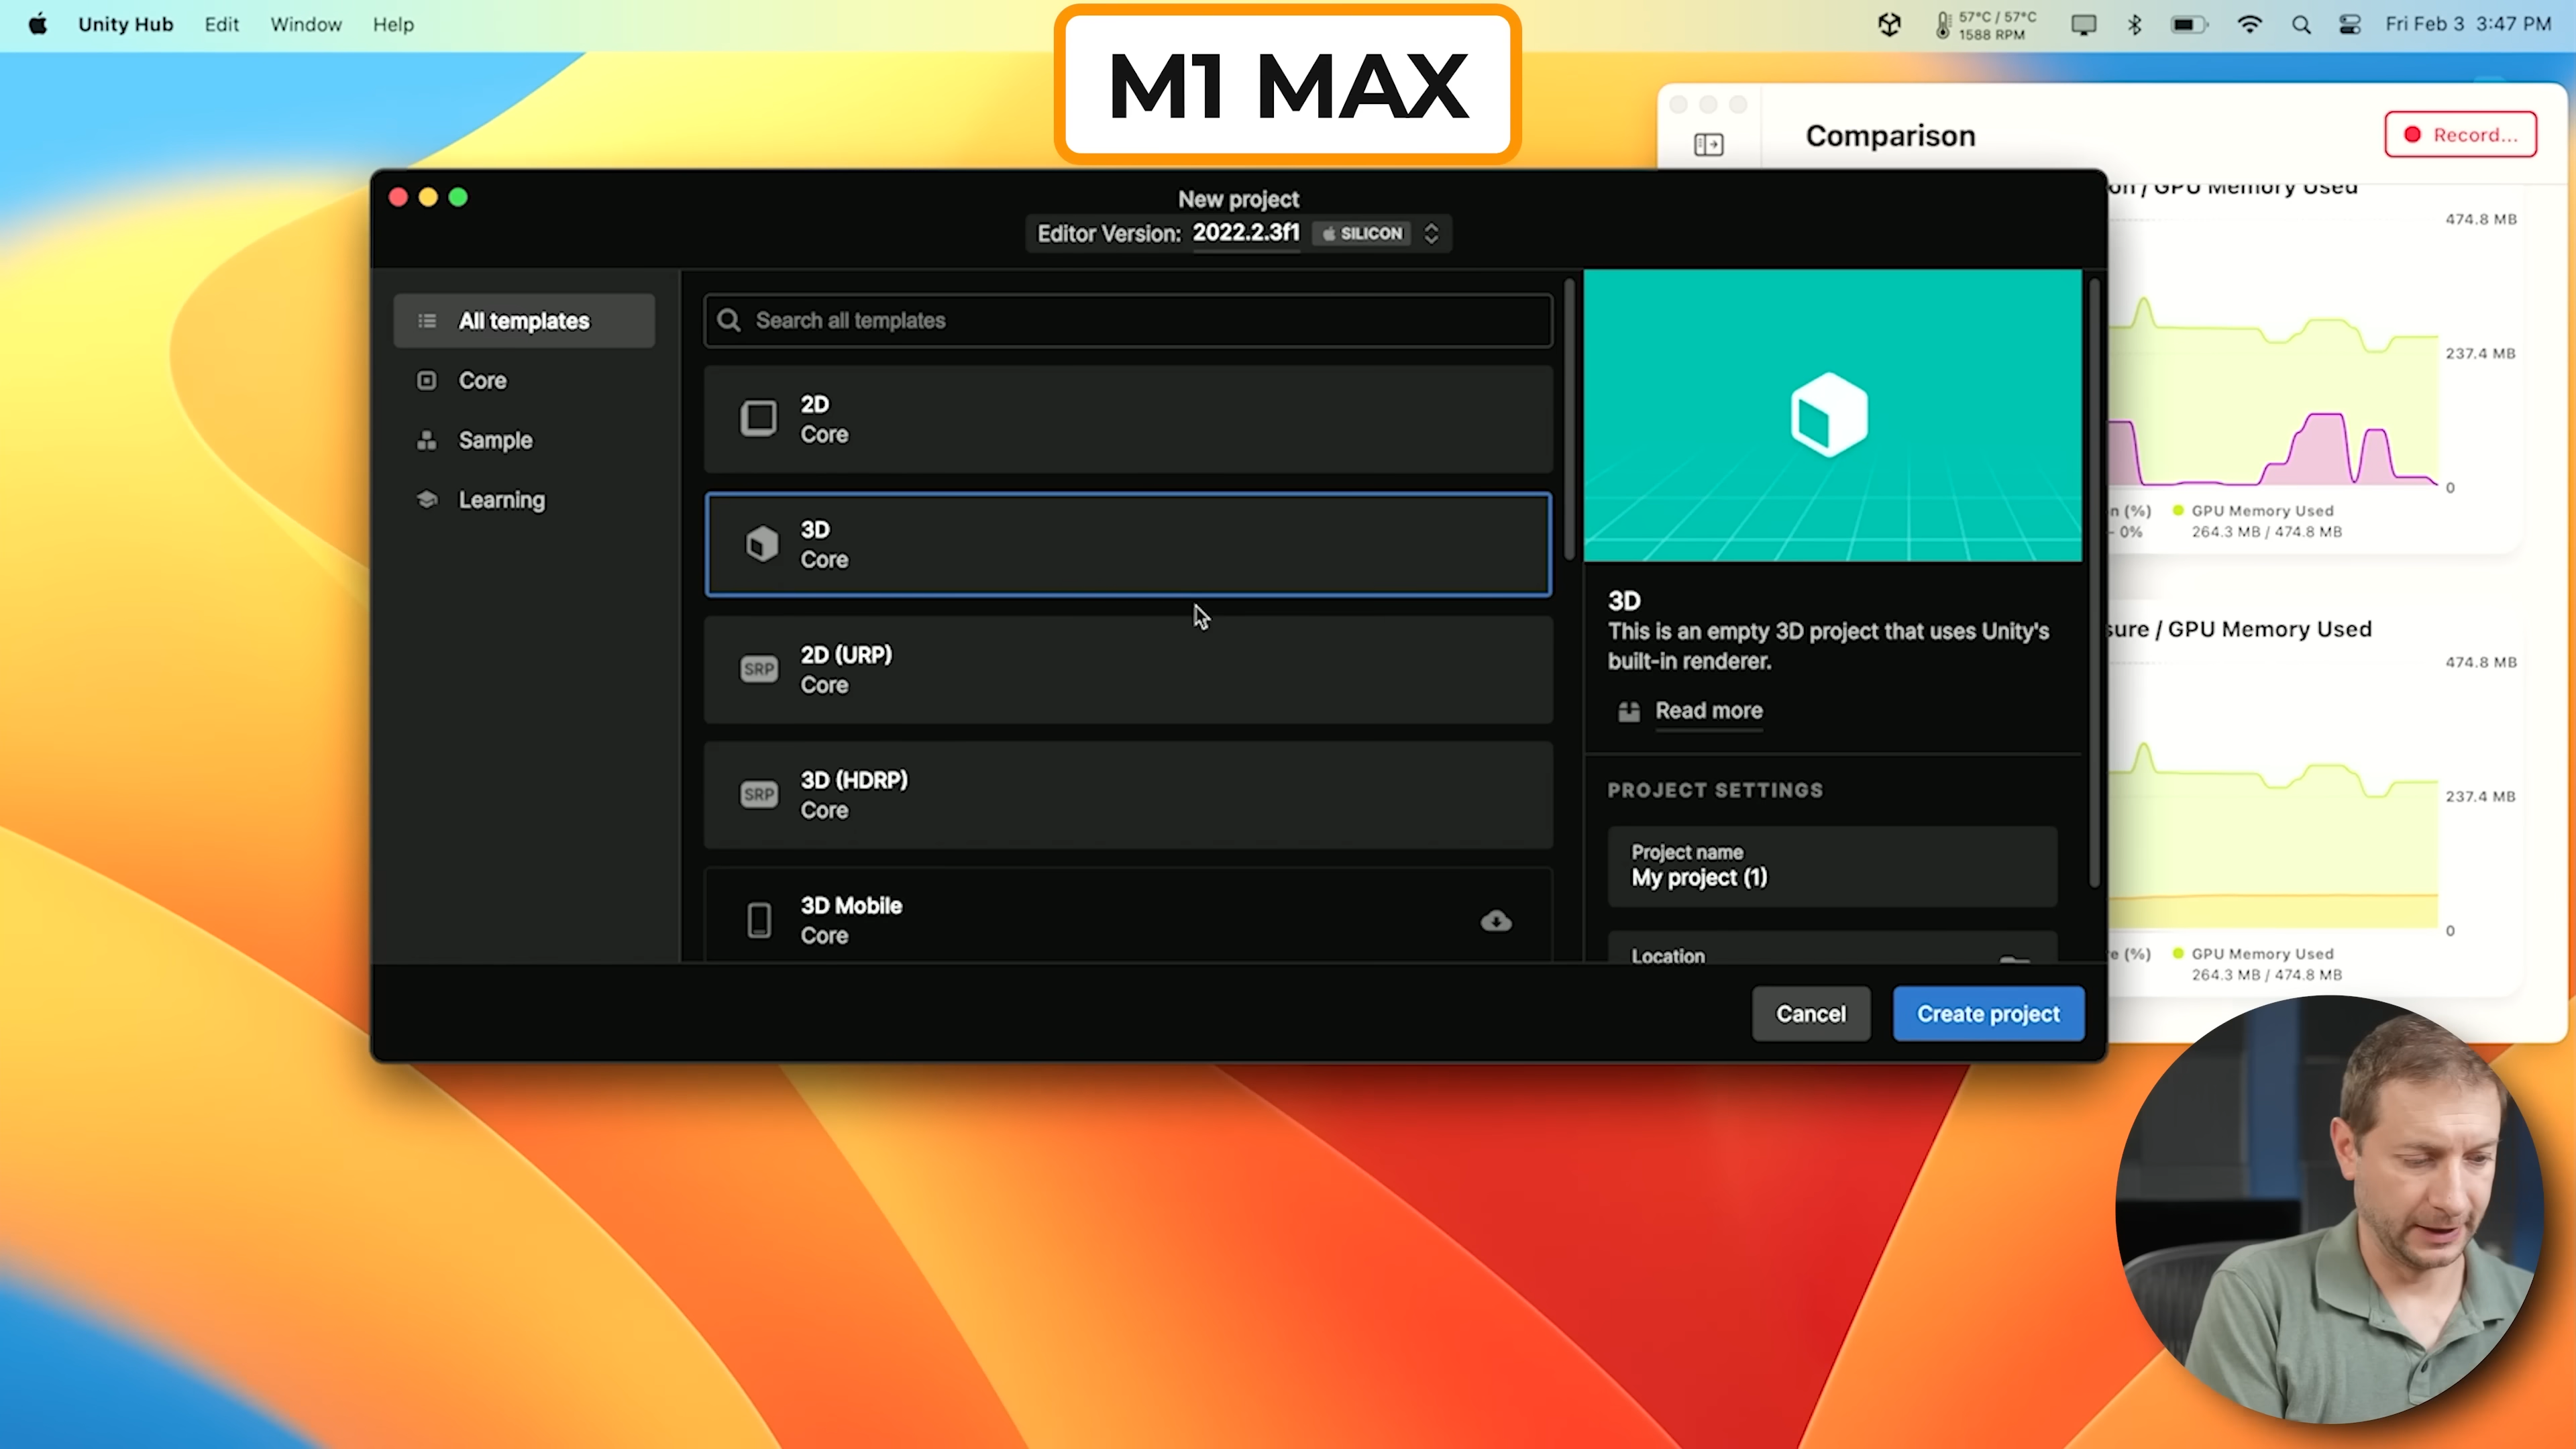 Unity Hub Edit Window Help
57°C / 57°C
1588 RPM
Fri Feb 3 3:47 PM
M1 MAX
Comparison
Record...
New project
Editor Version: 2022.2.3f1 SILICON
All templates
Core
Sample
Learning
Search all templates
2D
Core
3D
Core
SRP
2D (URP)
Core
SRP
3D (HDRP)
Core
3D Mobile
Core
3D
This is an empty 3D project that uses Unity's
built-in renderer.
Read more
PROJECT SETTINGS
Project name
My project (1)
Location
Cancel
Create project
/ GPU Memory Used
474.8 MB
237.4 MB
0
(%)
GPU Memory Used
0%
264.3 MB / 474.8 MB
/ GPU Memory Used
474.8 MB
237.4 MB
0
(%)
GPU Memory Used
264.3 MB / 474.8 MB